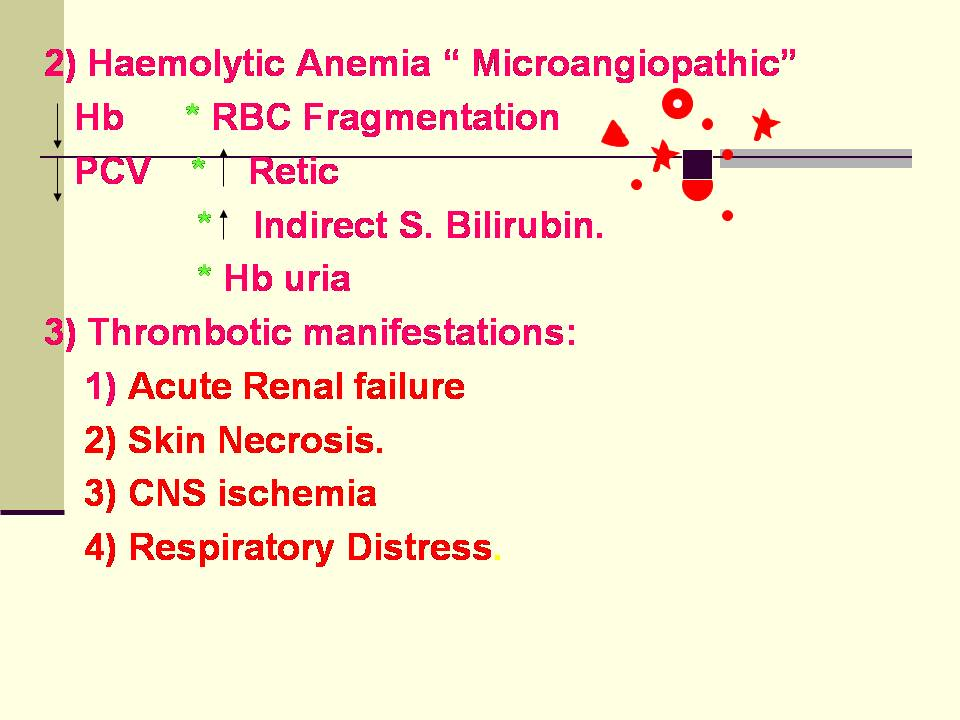 2) Haemolytic Anemia “ Microangiopathic”
↓ Hb * RBC Fragmentation
↓ PCV * ↑ Retic
* ↑ Indirect S. Bilirubin.
* Hb uria
3) Thrombotic manifestations:
1) Acute Renal failure
2) Skin Necrosis.
3) CNS ischemia
4) Respiratory Distress.